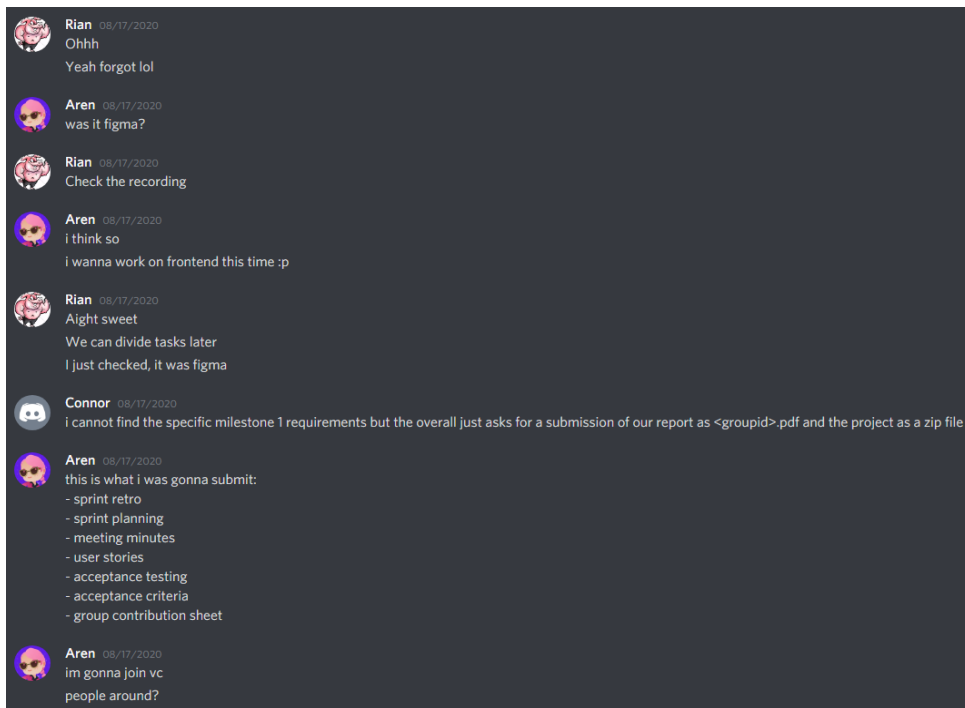 Rian 08/17/2020
Ohhh
Yeah forgot lol
Aren 08/17/2020
was it figma?
Rian 08/17/2020
Check the recording
Aren 08/17/2020
i think so
i wanna work on frontend this time :p
Rian 08/17/2020
Aight sweet
We can divide tasks later
I just checked, it was figma
Connor 08/17/2020
i cannot find the specific milestone 1 requirements but the overall just asks for a submission of our report as <groupid>.pdf and the project as a zip file
Aren 08/17/2020
this is what i was gonna submit:
- sprint retro
- sprint planning
- meeting minutes
- user stories
- acceptance testing
- acceptance criteria
- group contribution sheet
Aren 08/17/2020
im gonna join vc
people around?